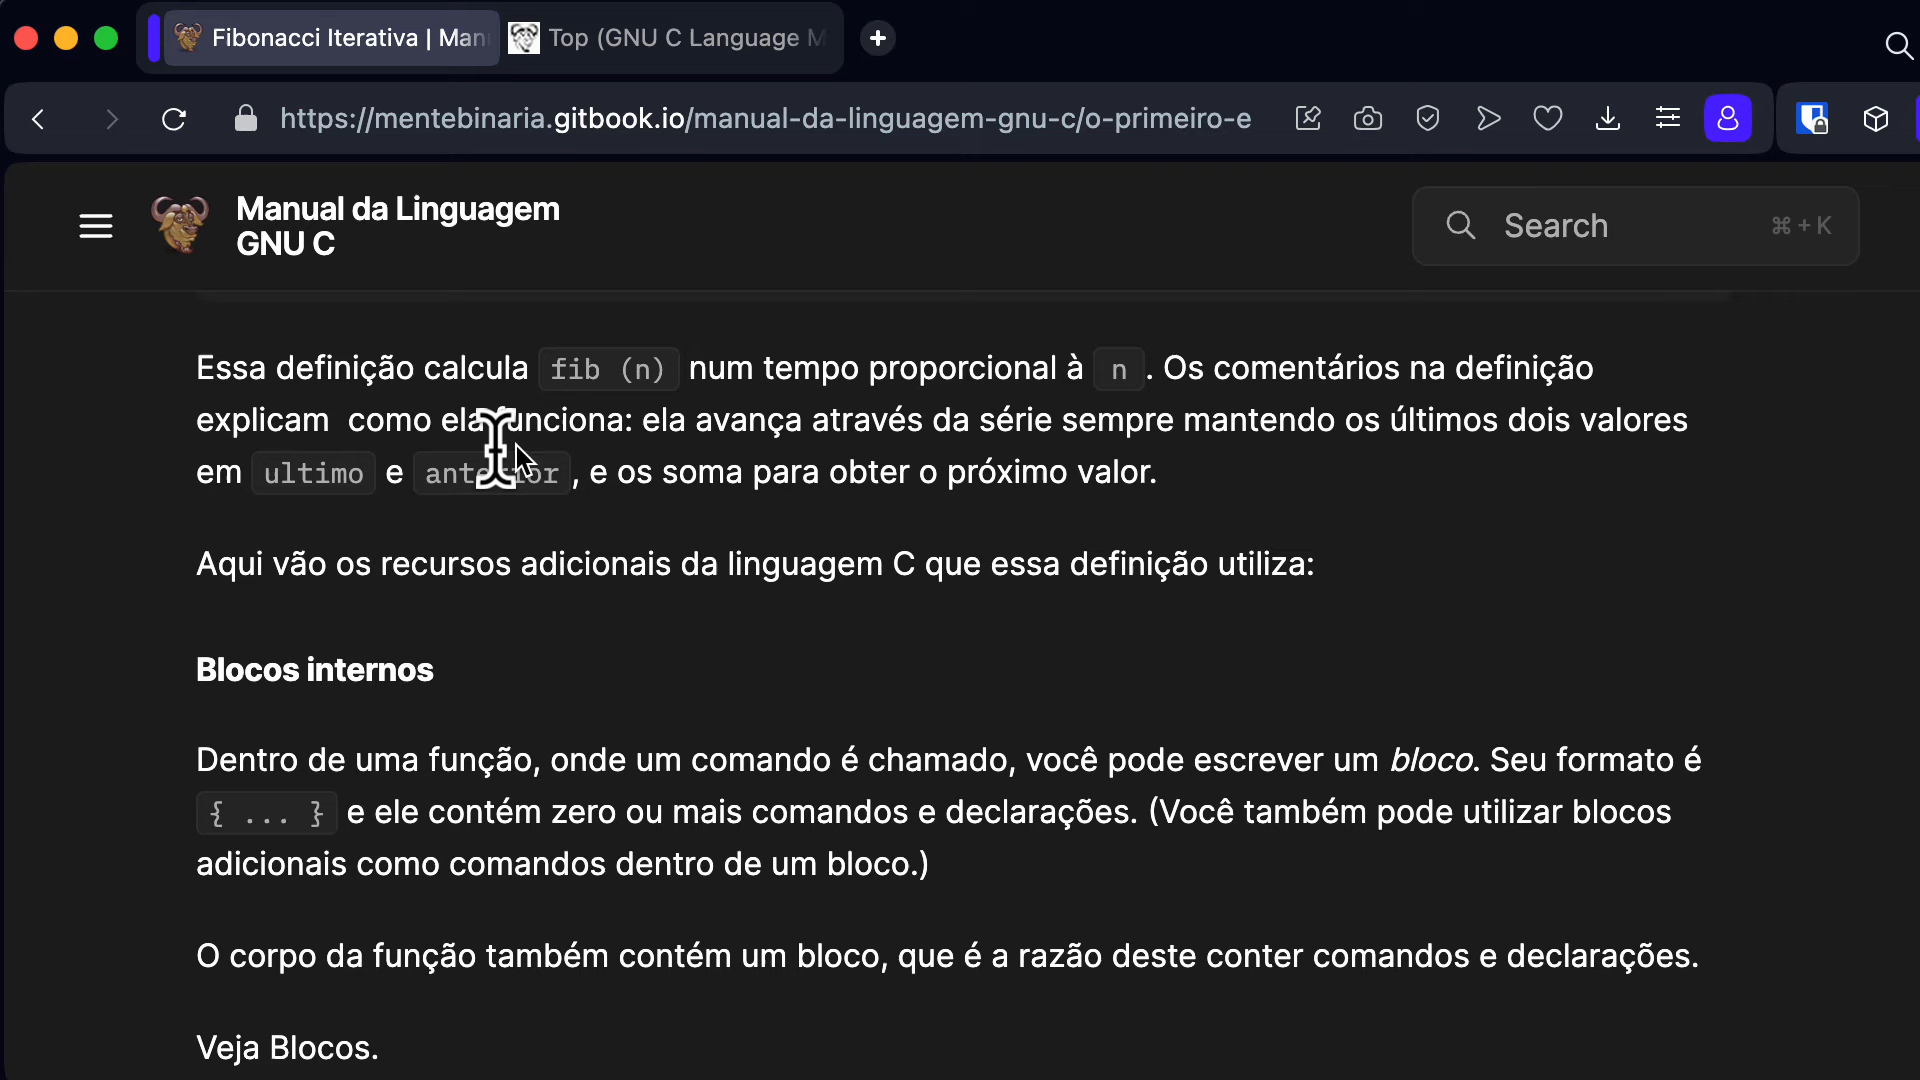 Fibonacci Iterativa | Man
Top (GNU C Language M
https://mentebinaria.gitbook.io/manual-da-linguagem-gnu-c/o-primeiro-e
Manual da Linguagem
GNU C
Search
⌘ + K
Essa definição calcula fib (n) num tempo proporcional à n. Os comentários na definição
explicam como ela funciona: ela avança através da série sempre mantendo os últimos dois valores
em ultimo e anterior, e os soma para obter o próximo valor.
Aqui vão os recursos adicionais da linguagem C que essa definição utiliza:
Blocos internos
Dentro de uma função, onde um comando é chamado, você pode escrever um bloco. Seu formato é
{ ... } e ele contém zero ou mais comandos e declarações. (Você também pode utilizar blocos
adicionais como comandos dentro de um bloco.)
O corpo da função também contém um bloco, que é a razão deste conter comandos e declarações.
Veja Blocos.